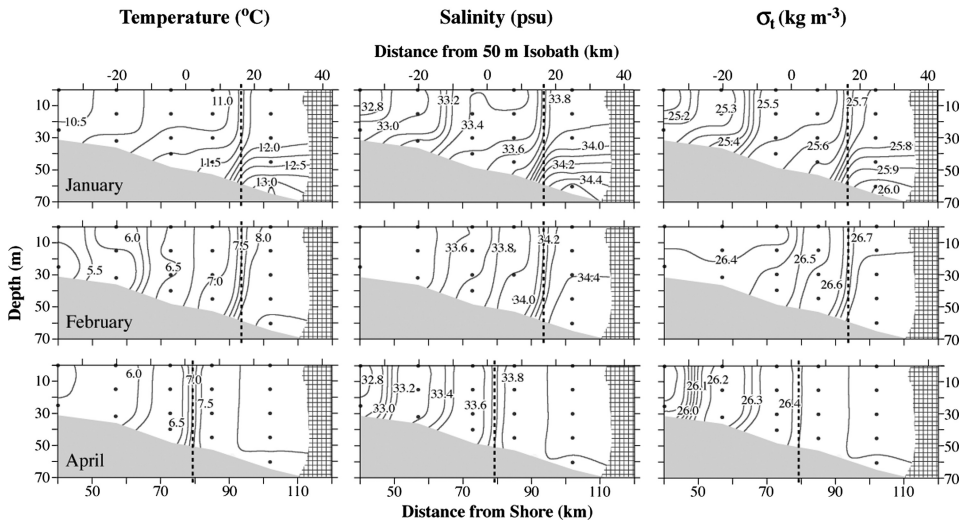 Temperature (°C) Salinity (psu) σt (kg m-3)
Distance from 50 m Isobath (km)
-20 0 20 40 -20 0 20 40 -20 0 20 40
10 11.0 32.8 33.2 33.8 25.2 25.3 25.5 25.7 10
10.5 33.0 33.4
30 12.0 33.6 34.0 25.4 25.6 25.8 30
50 11.5 12.5 34.2 25.9 50
January 13.0 34.4 26.0
70 70
10 6.0 7.5 8.0 33.6 33.8 34.2 26.4 26.5 26.7 10
Depth (m)
30 5.5 6.5 7.0 34.4 26.6 30
50 34.0 50
February
70 70
10 6.0 7.0 32.8 33.2 33.4 33.8 26.1 26.2 10
30 7.5 33.0 33.6 26.0 26.3 26.4 30
6.5
50 50
April
70 70
50 70 90 110 50 70 90 110 50 70 90 110
Distance from Shore (km)